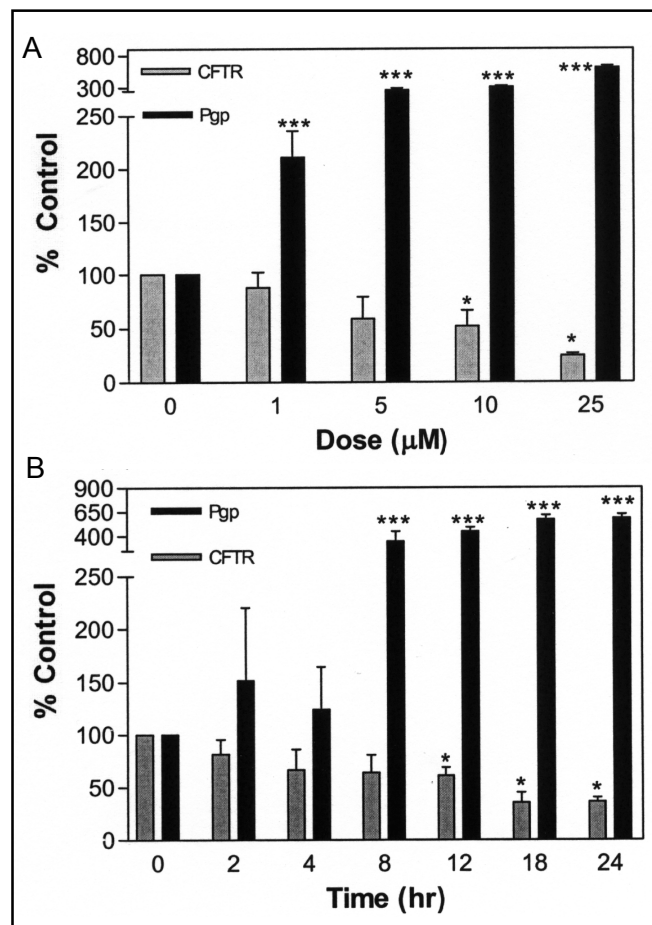 A
800
CFTR
***
***
***
300
250
Pgp
***
200
% Control
150
100
50
*
*
0
0 1 5 10 25
Dose (μM)
B
900
Pgp
650
***
***
***
***
400
250
CFTR
200
% Control
150
100
50
*
*
*
0
0 2 4 8 12 18 24
Time (hr)